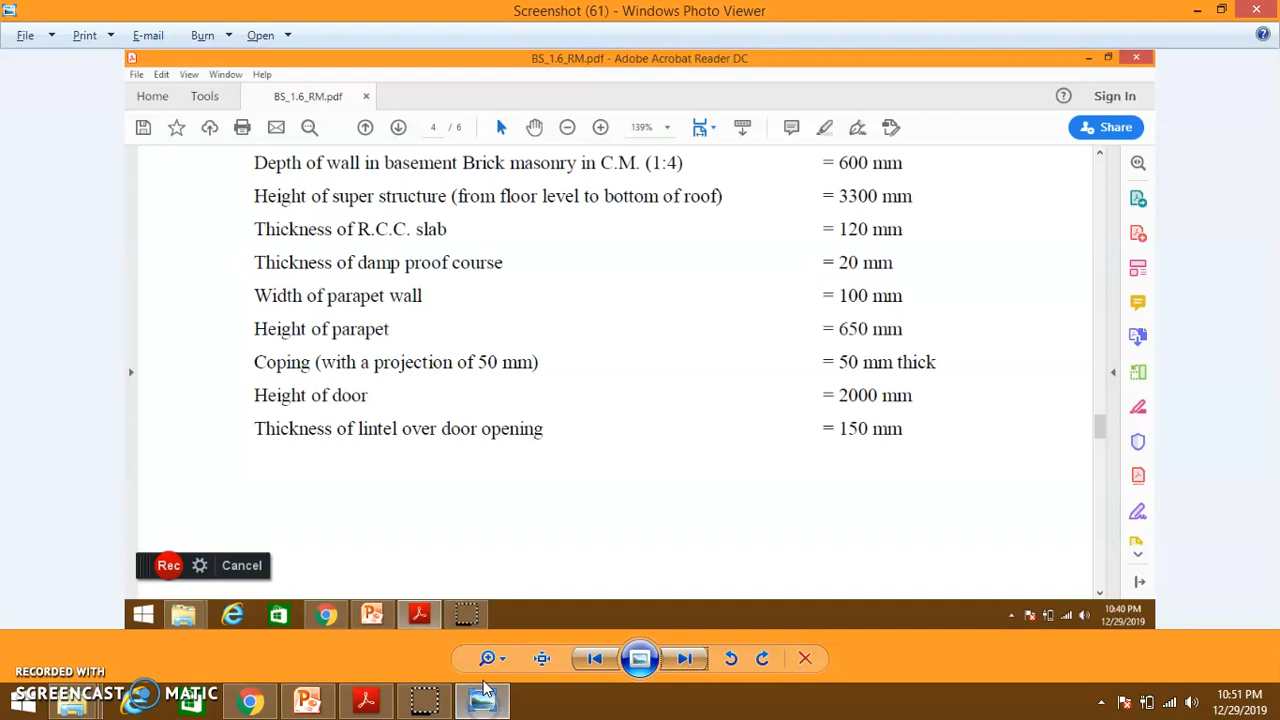 Screenshot (61) - Windows Photo Viewer
File Print E-mail Burn Open
BS_1.6_RM.pdf - Adobe Acrobat Reader DC
File Edit View Window Help
Home Tools BS_1.6_RM.pdf × Sign In
4 / 6 139% Share
Depth of wall in basement Brick masonry in C.M. (1:4) = 600 mm
Height of super structure (from floor level to bottom of roof) = 3300 mm
Thickness of R.C.C. slab = 120 mm
Thickness of damp proof course = 20 mm
Width of parapet wall = 100 mm
Height of parapet = 650 mm
Coping (with a projection of 50 mm) = 50 mm thick
Height of door = 2000 mm
Thickness of lintel over door opening = 150 mm
Rec Cancel
10:40 PM
12/29/2019
RECORDED WITH
SCREENCAST MATIC
10:51 PM
12/29/2019